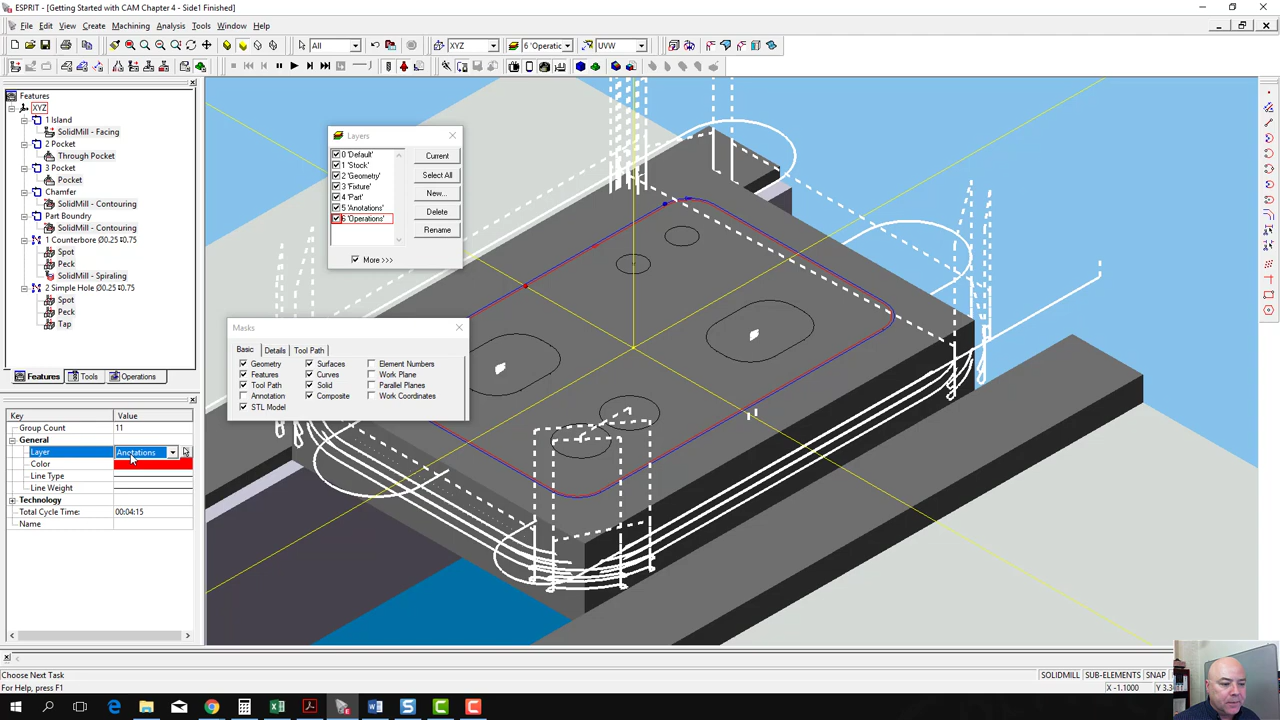 ESPRIT - [Getting Started with CAM Chapter 4 - Side1 Finished]
File Edit View Create Machining Analysis Tools Window Help
All XYZ 6 'Operatic UVW
Features
XYZ
1 Island
SolidMill - Facing
2 Pocket
Through Pocket
3 Pocket
Pocket
Chamfer
SolidMill - Contouring
Part Boundary
SolidMill - Contouring
1 Counterbore Ø0.25↧0.75
Spot
Peck
SolidMill - Spiraling
2 Simple Hole Ø0.25↧0.75
Spot
Peck
Tap
Features Tools Operations
Layers
0 'Default'
1 'Stock'
2 'Geometry'
3 'Fixture'
4 'Part'
5 'Anotations'
6 'Operations'
Current
Select All
New...
Delete
Rename
More >>>
Masks
Basic Details Tool Path
Geometry Surfaces Element Numbers
Features Curves Work Plane
Tool Path Solid Parallel Planes
Annotation Composite Work Coordinates
STL Model
Key Value
Group Count 11
General
Layer Anotations
Color
Line Type
Line Weight
Technology
Total Cycle Time: 00:04:15
Name
Choose Next Task SOLIDMILL SUB-ELEMENTS SNAP
For Help, press F1 X -1.1000